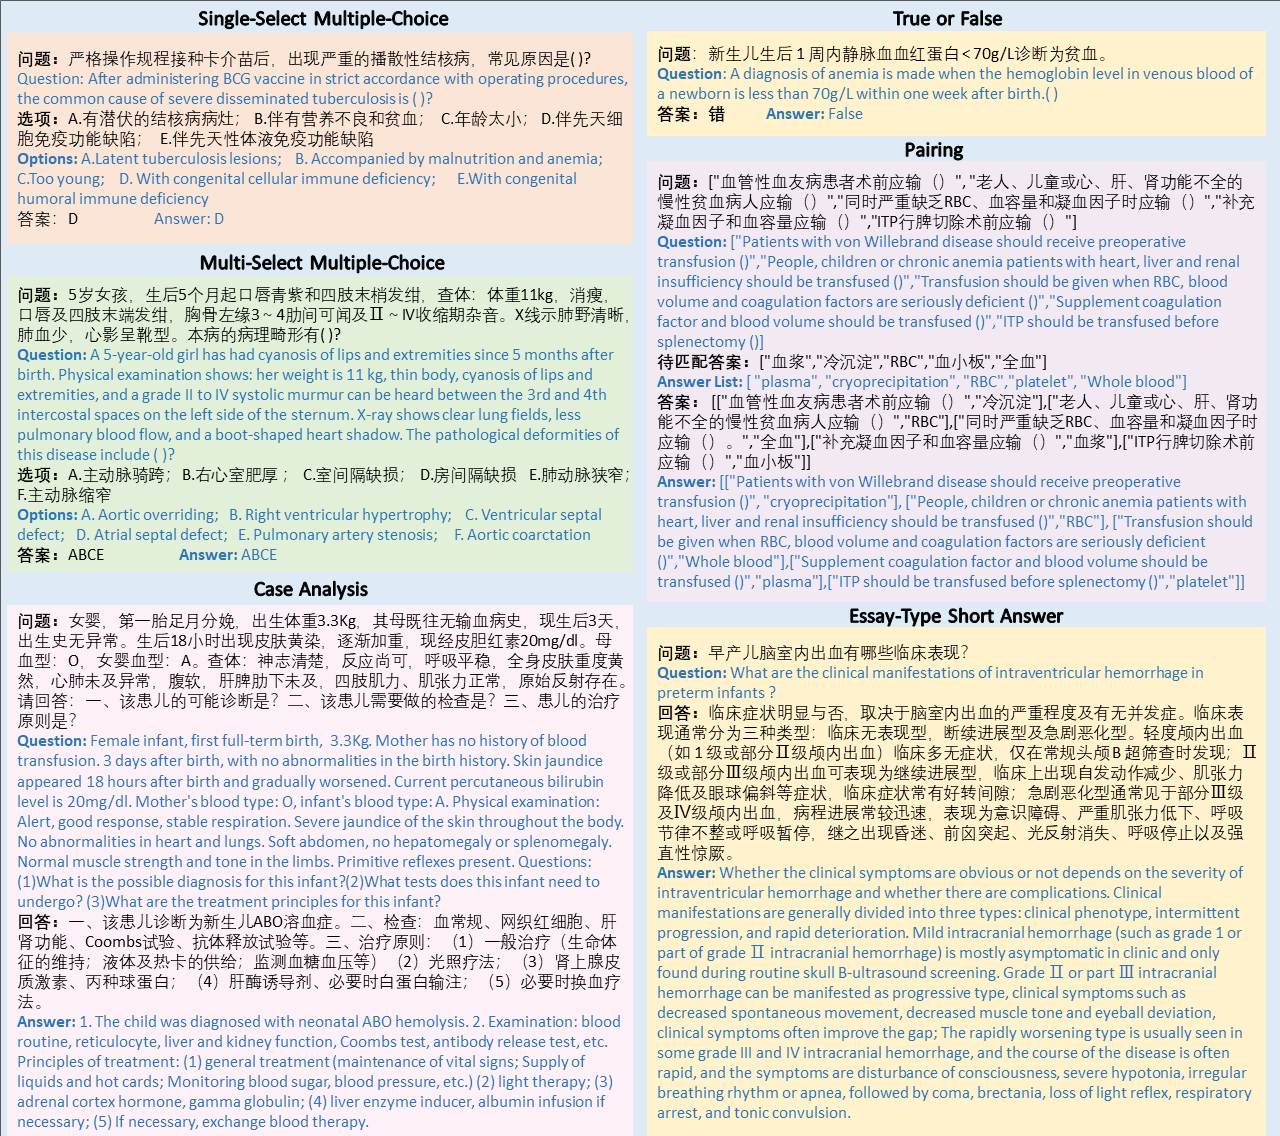 Single-Select Multiple-Choice
问题：严格操作规程接种卡介苗后，出现严重的播散性结核病，常见原因是( )?
Question: After administering BCG vaccine in strict accordance with operating procedures,
the common cause of severe disseminated tuberculosis is ( )?
选项：A.有潜伏的结核病病灶； B.伴有营养不良和贫血； C.年龄太小； D.伴先天细
胞免疫功能缺陷； E.伴先天性体液免疫功能缺陷
Options: A.Latent tuberculosis lesions; B. Accompanied by malnutrition and anemia;
C.Too young; D. With congenital cellular immune deficiency; E.With congenital
humoral immune deficiency
答案：D Answer: D
Multi-Select Multiple-Choice
问题：5岁女孩，生后5个月起口唇青紫和四肢末梢发绀，查体：体重11kg，消瘦，
口唇及四肢末端发绀，胸骨左缘3～4肋间可闻及Ⅱ～Ⅳ收缩期杂音。X线示肺野清晰，
肺血少，心影呈靴型。本病的病理畸形有( )?
Question: A 5-year-old girl has had cyanosis of lips and extremities since 5 months after
birth. Physical examination shows: her weight is 11 kg, thin body, cyanosis of lips and
extremities, and a grade II to IV systolic murmur can be heard between the 3rd and 4th
intercostal spaces on the left side of the sternum. X-ray shows clear lung fields, less
pulmonary blood flow, and a boot-shaped heart shadow. The pathological deformities of
this disease include ( )?
选项：A.主动脉骑跨；B.右心室肥厚； C.室间隔缺损； D.房间隔缺损 E.肺动脉狭窄；
F.主动脉缩窄
Options: A. Aortic overriding; B. Right ventricular hypertrophy; C. Ventricular septal
defect; D. Atrial septal defect; E. Pulmonary artery stenosis; F. Aortic coarctation
答案：ABCE Answer: ABCE
Case Analysis
问题：女婴，第一胎足月分娩，出生体重3.3Kg，其母既往无输血病史，现生后3天，
出生史无异常。生后18小时出现皮肤黄染，逐渐加重，现经皮胆红素20mg/dl。母
血型：O，女婴血型：A。查体：神志清楚，反应尚可，呼吸平稳，全身皮肤重度黄
然，心肺未及异常，腹软，肝脾肋下未及，四肢肌力、肌张力正常，原始反射存在。
请回答：一、该患儿的可能诊断是？二、该患儿需要做的检查是？三、患儿的治疗
原则是？
Question: Female infant, first full-term birth, 3.3Kg. Mother has no history of blood
transfusion. 3 days after birth, with no abnormalities in the birth history. Skin jaundice
appeared 18 hours after birth and gradually worsened. Current percutaneous bilirubin
level is 20mg/dl. Mother's blood type: O, infant's blood type: A. Physical examination:
Alert, good response, stable respiration. Severe jaundice of the skin throughout the body.
No abnormalities in heart and lungs. Soft abdomen, no hepatomegaly or splenomegaly.
Normal muscle strength and tone in the limbs. Primitive reflexes present. Questions:
(1)What is the possible diagnosis for this infant?(2)What tests does this infant need to
undergo? (3)What are the treatment principles for this infant?
回答：一、该患儿诊断为新生儿ABO溶血症。二、检查：血常规、网织红细胞、肝
肾功能、Coombs试验、抗体释放试验等。三、治疗原则：（1）一般治疗（生命体
征的维持；液体及热卡的供给；监测血糖血压等）（2）光照疗法；（3）肾上腺皮
质激素、丙种球蛋白；（4）肝酶诱导剂、必要时白蛋白输注；（5）必要时换血疗
法。
Answer: 1. The child was diagnosed with neonatal ABO hemolysis. 2. Examination: blood
routine, reticulocyte, liver and kidney function, Coombs test, antibody release test, etc.
Principles of treatment: (1) general treatment (maintenance of vital signs; Supply of
liquids and hot cards; Monitoring blood sugar, blood pressure, etc.) (2) light therapy; (3)
adrenal cortex hormone, gamma globulin; (4) liver enzyme inducer, albumin infusion if
necessary; (5) If necessary, exchange blood therapy.
True or False
问题：新生儿生后 1 周内静脉血血红蛋白＜70g/L诊断为贫血。
Question: A diagnosis of anemia is made when the hemoglobin level in venous blood of
a newborn is less than 70g/L within one week after birth.( )
答案：错 Answer: False
Pairing
问题：["血管性血友病患者术前应输（）","老人、儿童或心、肝、肾功能不全的
慢性贫血病人应输（）","同时严重缺乏RBC、血容量和凝血因子时应输（）","补充
凝血因子和血容量应输（）","ITP行脾切除术前应输（）"]
Question: ["Patients with von Willebrand disease should receive preoperative
transfusion ()","People, children or chronic anemia patients with heart, liver and renal
insufficiency should be transfused ()","Transfusion should be given when RBC, blood
volume and coagulation factors are seriously deficient ()","Supplement coagulation
factor and blood volume should be transfused ()","ITP should be transfused before
splenectomy ()]
待匹配答案：["血浆","冷沉淀","RBC","血小板","全血"]
Answer List: [ "plasma", "cryoprecipitation", "RBC","platelet", "Whole blood"]
答案： [["血管性血友病患者术前应输（）","冷沉淀"],["老人、儿童或心、肝、肾功
能不全的慢性贫血病人应输（）","RBC"],["同时严重缺乏RBC、血容量和凝血因子时
应输（）。","全血"],["补充凝血因子和血容量应输（）","血浆"],["ITP行脾切除术前
应输（）","血小板"]]
Answer: [["Patients with von Willebrand disease should receive preoperative
transfusion ()", "cryoprecipitation"], ["People, children or chronic anemia patients with
heart, liver and renal insufficiency should be transfused ()","RBC"], ["Transfusion should
be given when RBC, blood volume and coagulation factors are seriously deficient
()","Whole blood"],["Supplement coagulation factor and blood volume should be
transfused ()","plasma"],["ITP should be transfused before splenectomy ()","platelet"]]
Essay-Type Short Answer
问题：早产儿脑室内出血有哪些临床表现？
Question: What are the clinical manifestations of intraventricular hemorrhage in
preterm infants ?
回答：临床症状明显与否，取决于脑室内出血的严重程度及有无并发症。临床表
现通常分为三种类型：临床无表现型，断续进展型及急剧恶化型。轻度颅内出血
（如 1 级或部分Ⅱ级颅内出血）临床多无症状，仅在常规头颅 B 超筛查时发现；Ⅱ
级或部分Ⅲ级颅内出血可表现为继续进展型，临床上出现自发动作减少、肌张力
降低及眼球偏斜等症状，临床症状常有好转间隙；急剧恶化型通常见于部分Ⅲ级
及Ⅳ级颅内出血，病程进展常较迅速，表现为意识障碍、严重肌张力低下、呼吸
节律不整或呼吸暂停，继之出现昏迷、前囟突起、光反射消失、呼吸停止以及强
直性惊厥。
Answer: Whether the clinical symptoms are obvious or not depends on the severity of
intraventricular hemorrhage and whether there are complications. Clinical
manifestations are generally divided into three types: clinical phenotype, intermittent
progression, and rapid deterioration. Mild intracranial hemorrhage (such as grade 1 or
part of grade Ⅱ intracranial hemorrhage) is mostly asymptomatic in clinic and only
found during routine skull B-ultrasound screening. Grade Ⅱ or part Ⅲ intracranial
hemorrhage can be manifested as progressive type, clinical symptoms such as
decreased spontaneous movement, decreased muscle tone and eyeball deviation,
clinical symptoms often improve the gap; The rapidly worsening type is usually seen in
some grade III and IV intracranial hemorrhage, and the course of the disease is often
rapid, and the symptoms are disturbance of consciousness, severe hypotonia, irregular
breathing rhythm or apnea, followed by coma, brectania, loss of light reflex, respiratory
arrest, and tonic convulsion.